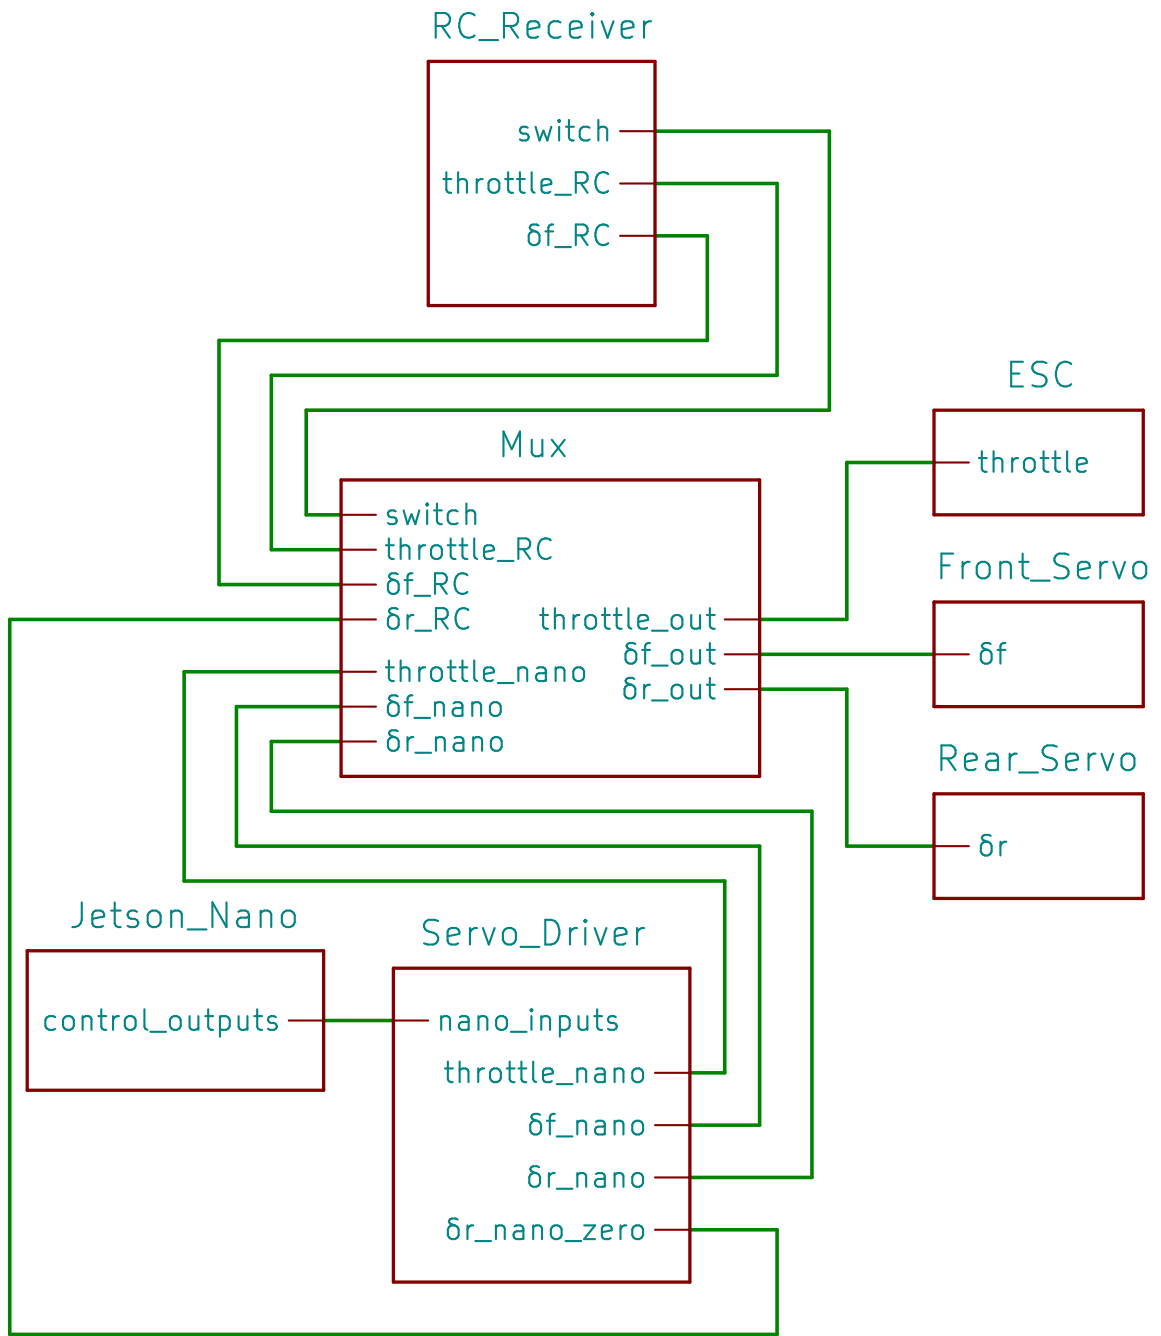 RC_Receiver
switch
throttle_RC
δf_RC
ESC
throttle
Mux
switch
throttle_RC
δf_RC
δr_RC
throttle_nano
δf_nano
δr_nano
throttle_out
δf_out
δr_out
Front_Servo
δf
Rear_Servo
δr
Jetson_Nano
control_outputs
Servo_Driver
nano_inputs
throttle_nano
δf_nano
δr_nano
δr_nano_zero